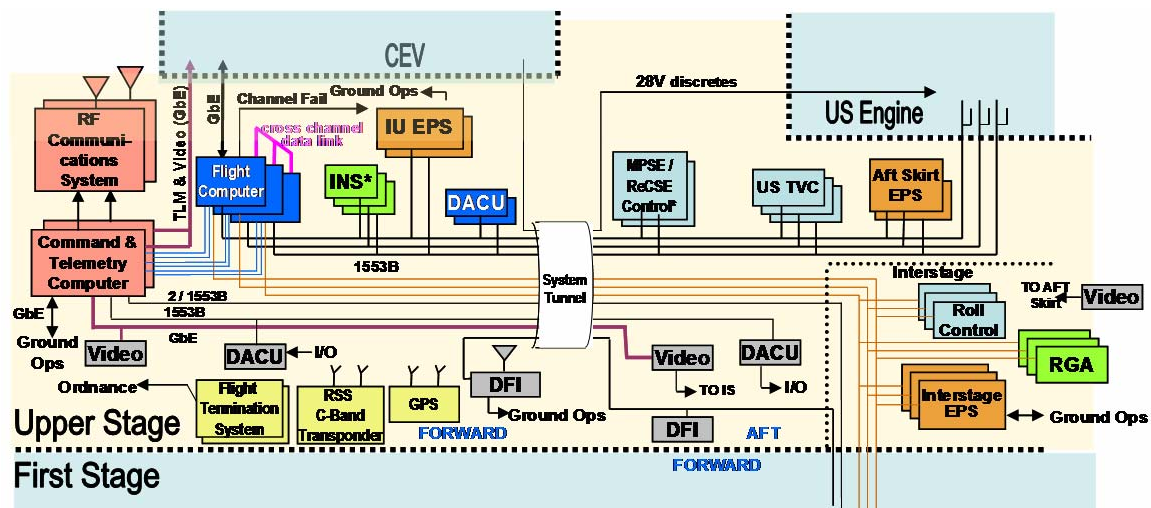 CEV
US Engine
28V discretes
Ground Ops
Channel Fail
cross channel
data link
TLM & Video (GbE)
GbE
RF
Communi-
cations
System
Flight
Computer
INS*
IU EPS
DACU
MPSE /
ReCSE
Control*
US TVC
Aft Skirt
EPS
Command &
Telemetry
Computer
1553B
System
Tunnel
Interstage
2 / 1553B
1553B
GbE
GbE
Ground
Ops
Video
DACU
I/O
Video
TO IS
DACU
I/O
TO AFT
Skirt
Video
Roll
Control
RGA
Interstage
EPS
Ground Ops
Ordnance
Flight
Temnination
System
RSS
C-Band
Transponder
GPS
DFI
Ground Ops
DFI
Upper Stage
FORWARD
AFT
First Stage
FORWARD